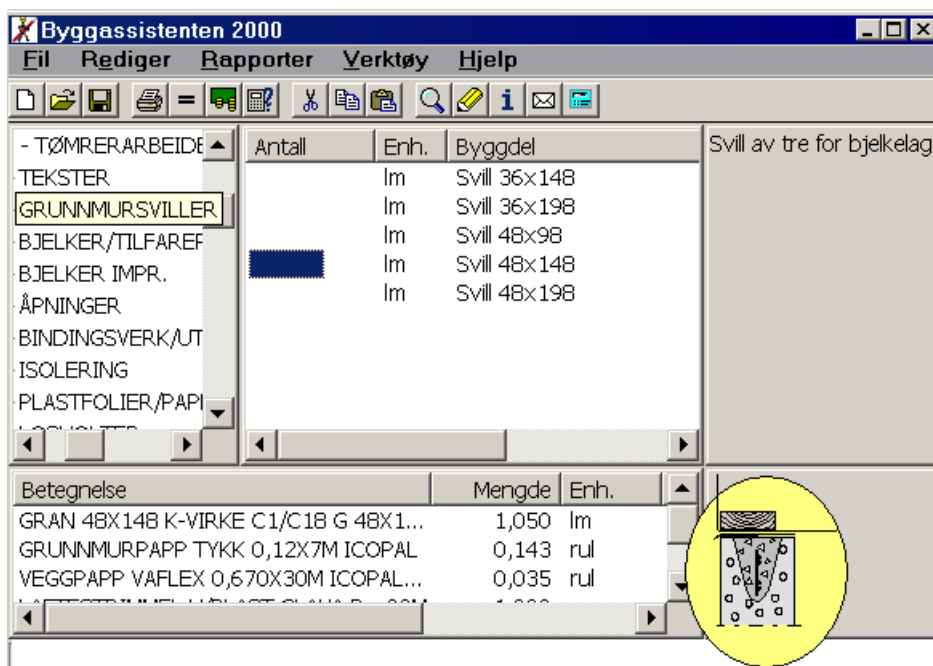 Byggassistenten 2000
Fil Rediger Rapporter Verktøy Hjelp
- TØMRERARBEIDE
TEKSTER
GRUNNMURSVILLER
BJELKER/TILFARER
BJELKER IMPR.
ÅPNINGER
BINDINGSVERK/UT
ISOLERING
PLASTFOLIER/PAPI
Antall Enh. Byggdel
lm Svill 36x148
lm Svill 36x198
lm Svill 48x98
lm Svill 48x148
lm Svill 48x198
Svill av tre for bjelkelag
Betegnelse Mengde Enh.
GRAN 48X148 K-VIRKE C1/C18 G 48X1... 1,050 lm
GRUNNMURPAPP TYKK 0,12X7M ICOPAL 0,143 rul
VEGGPAPP VAFLEX 0,670X30M ICOPAL... 0,035 rul